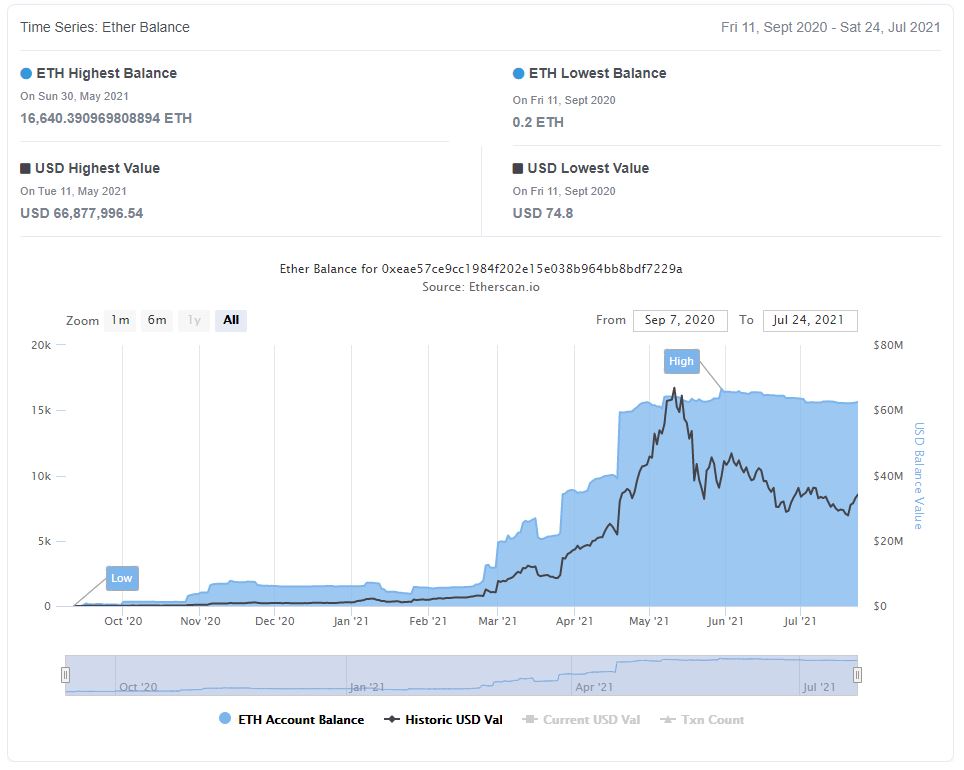 Time Series: Ether Balance
Fri 11, Sept 2020 - Sat 24, Jul 2021
ETH Highest Balance
On Sun 30, May 2021
16,640.390969808894 ETH
ETH Lowest Balance
On Fri 11, Sept 2020
0.2 ETH
USD Highest Value
On Tue 11, May 2021
USD 66,877,996.54
USD Lowest Value
On Fri 11, Sept 2020
USD 74.8
Ether Balance for 0xeae57ce9cc1984f202e15e038b964bb8bdf7229a
Source: Etherscan.io
Zoom 1m 6m 1y All
From Sep 7, 2020 To Jul 24, 2021
20k
15k
10k
5k
0
$80M
$60M
$40M
$20M
$0
USD Balance Value
High
Low
Oct '20 Nov '20 Dec '20 Jan '21 Feb '21 Mar '21 Apr '21 May '21 Jun '21 Jul '21
Oct '20 Jan '21 Apr '21 Jul '21
ETH Account Balance Historic USD Val Current USD Val Txn Count